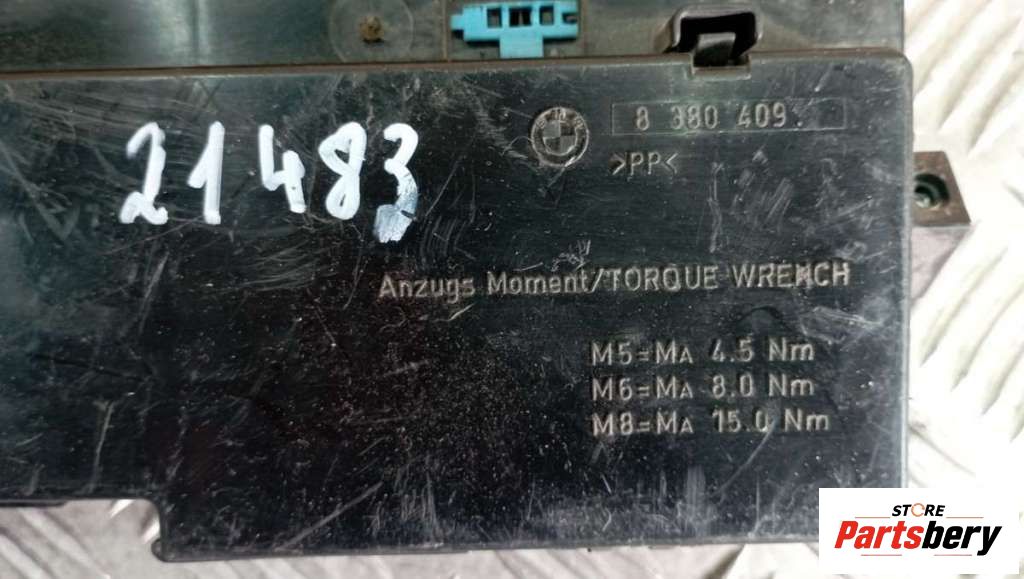 8 380 409.
>PP<
21483
Anzugs Moment/TORQUE WRENCH
M5=MA 4.5 Nm
M6=MA 8.0 Nm
M8=MA 15.0 Nm
STORE
Partsbery